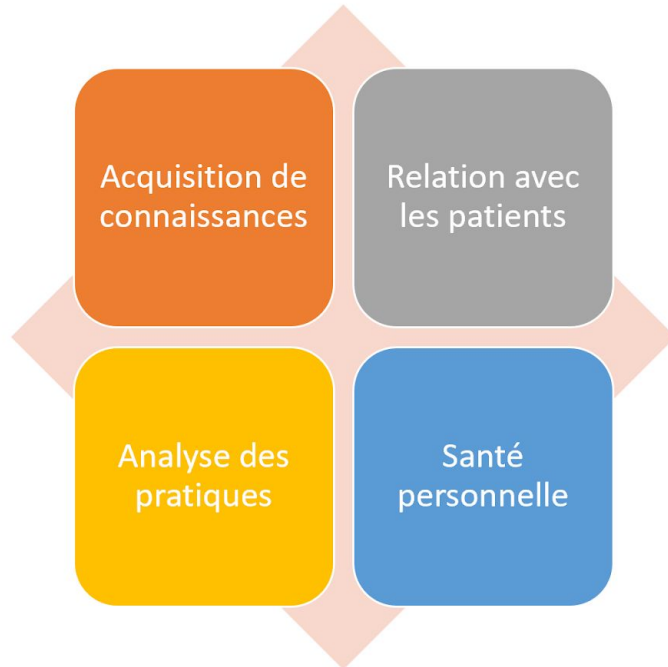 Acquisition de
connaissances
Relation avec
les patients
Analyse des
pratiques
Santé
personnelle